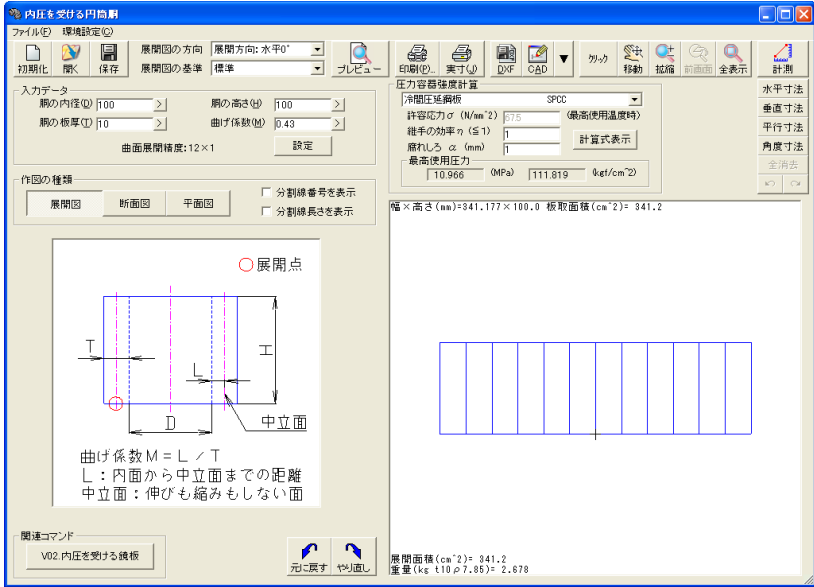 内圧を受ける円筒胴
ファイル(F) 環境設定(C)
初期化 開く 保存
展開図の方向 展開方向:水平0°
展開図の基準 標準
プレビュー 印刷(P).. 実寸(J) DXF CAD ▼ クリック 移動 拡縮 前画面 全表示 計測
入力データ
胴の内径(D) 100 > 胴の高さ(H) 100 >
胴の板厚(T) 10 > 曲げ係数(M) 0.43 >
曲面展開精度:12×1 設定
作図の種類
展開図 断面図 平面図
分割線番号を表示
分割線長さを表示
圧力容器強度計算
冷間圧延鋼板 SPCC
許容応力σ (N/mm^2) 67.5 (最高使用温度時)
継手の効率η (≦1) 1
腐れしろ α (mm) 1
計算式表示
最高使用圧力
10.966 (MPa) 111.819 (kgf/cm^2)
水平寸法
垂直寸法
平行寸法
角度寸法
全消去
○展開点
T
L
H
D
中立面
曲げ係数M=L/T
L:内面から中立面までの距離
中立面:伸びも縮みもしない面
関連コマンド
V02.内圧を受ける鏡板
元に戻す やり直し
幅×高さ(mm)=341.177×100.0 板取面積(cm^2)= 341.2
展開面積(cm^2)= 341.2
重量(kg t10ρ7.85)= 2.678